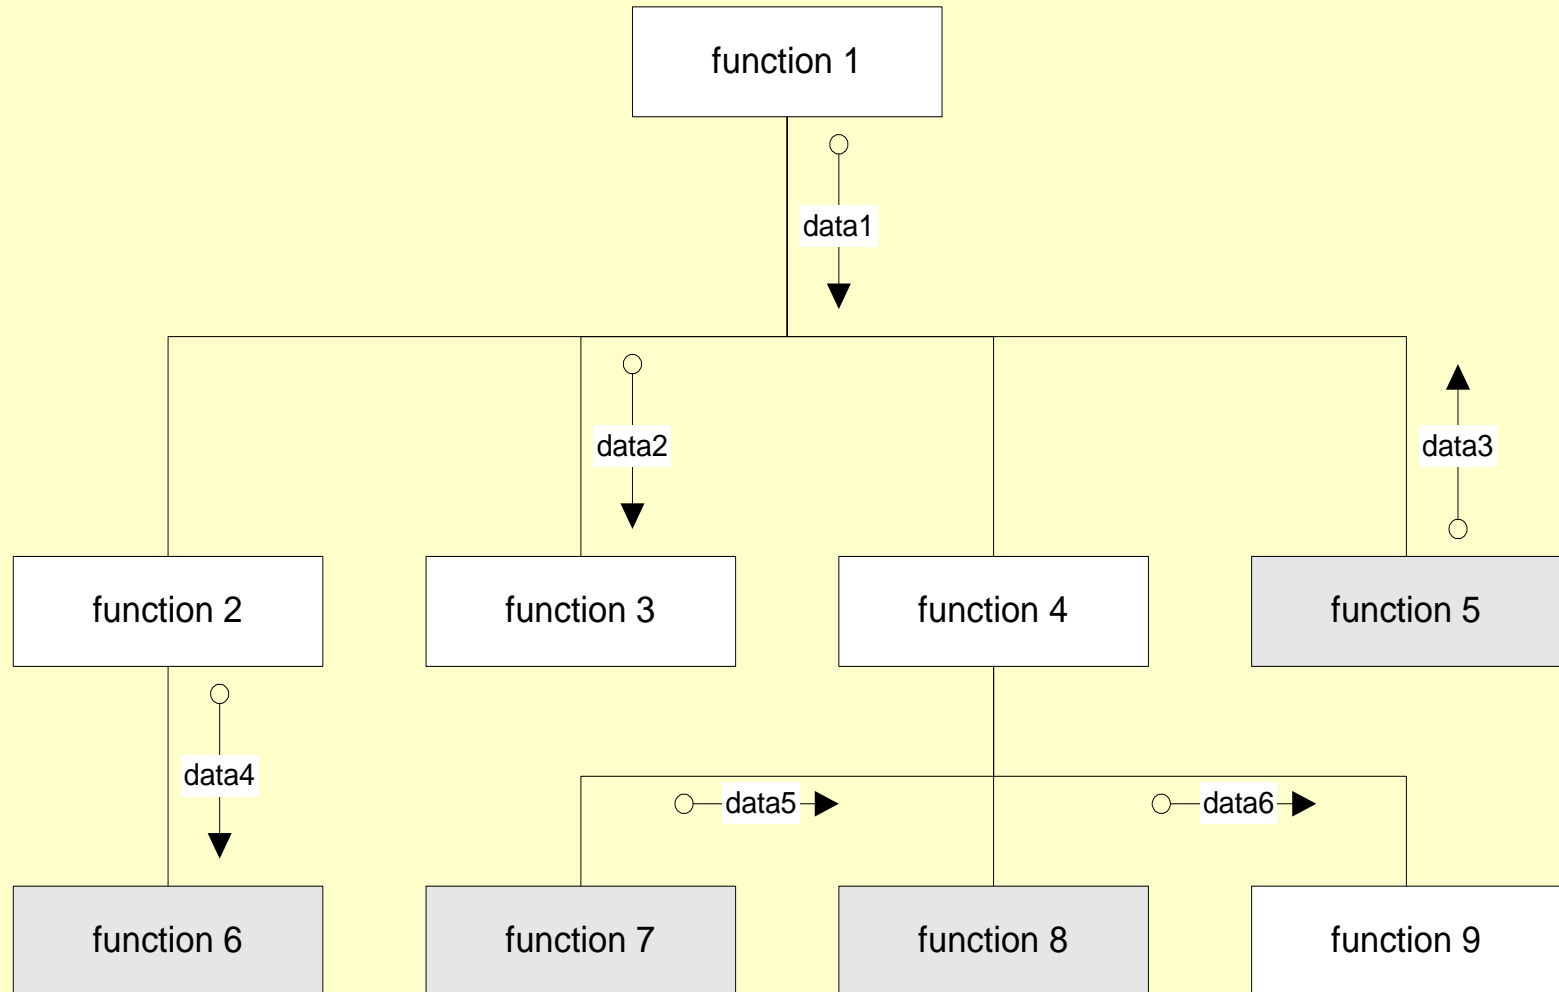 function 1
data1
data2
data3
function 2
function 3
function 4
function 5
data4
data5
data6
function 6
function 7
function 8
function 9